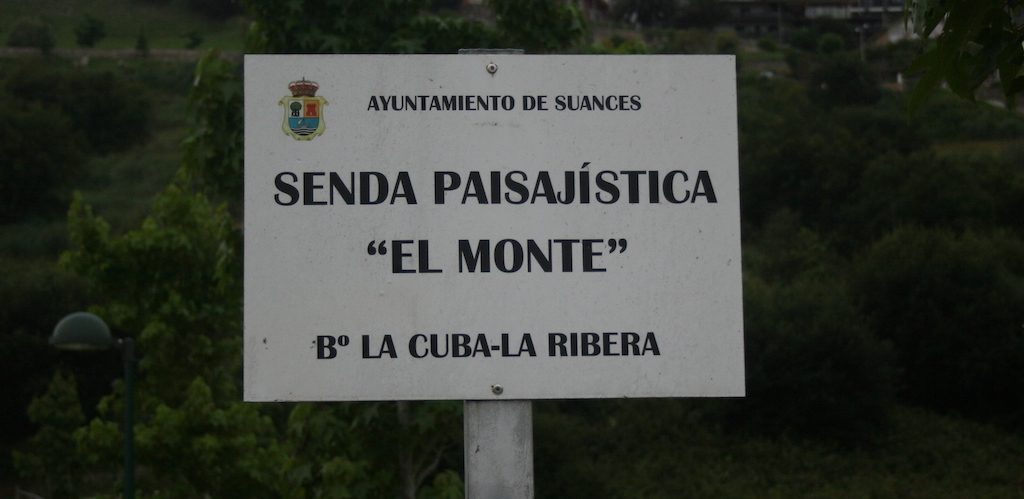 AYUNTAMIENTO DE SUANCES
SENDA PAISAJÍSTICA
“EL MONTE”
Bº LA CUBA-LA RIBERA